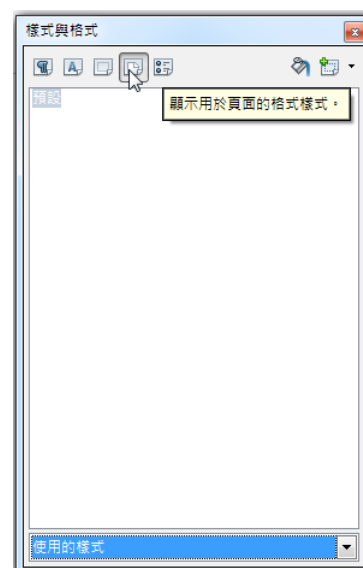 樣式與格式
預設
顯示用於頁面的格式樣式。
使用的樣式